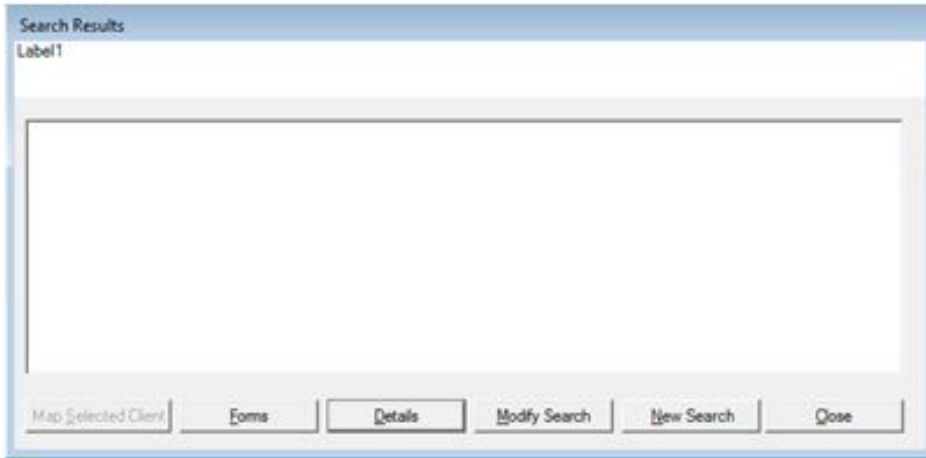 Search Results
Label1
Map Selected Client
Forms
Details
Modify Search
New Search
Close